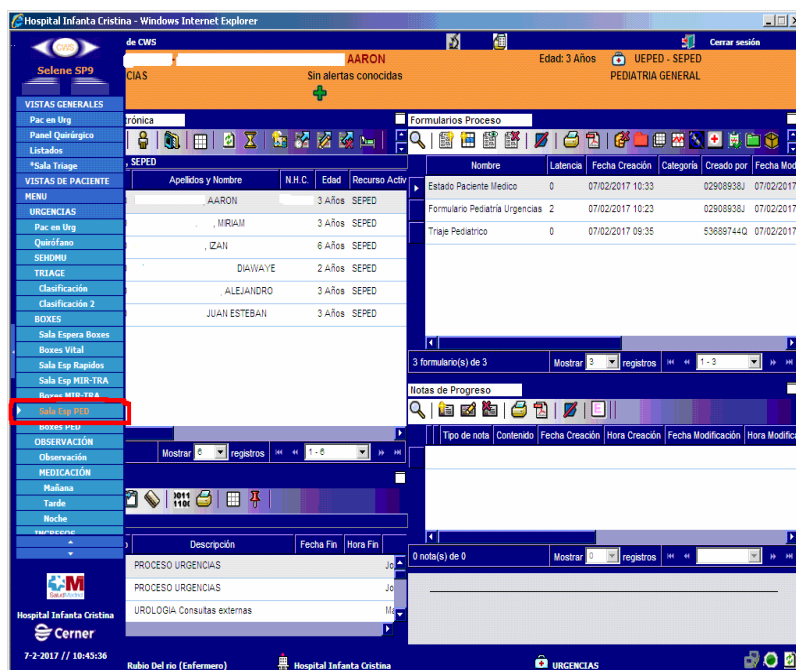 Hospital Infanta Cristina - Windows Internet Explorer
CWS
de CWS
Cerrar sesión
Selene SP9
AARON
Edad: 3 Años
UEPED - SEPED
CIAS
Sin alertas conocidas
PEDIATRIA GENERAL
VISTAS GENERALES
Pac en Urg
Panel Quirúrgico
Listados
*Sala Triage
VISTAS DE PACIENTE
MENU
URGENCIAS
Pac en Urg
Quirófano
SEHDMU
TRIAGE
Clasificación
Clasificación 2
BOXES
Sala Espera Boxes
Boxes Vital
Sala Esp Rapidos
Sala Esp MIR-TRA
Boxes MIR-TRA
Sala Esp PED
Boxes PED
OBSERVACIÓN
Observación
MEDICACIÓN
Mañana
Tarde
Noche
INGRESOS
SaludMadrid
Hospital Infanta Cristina
Cerner
7-2-2017 // 10:45:36
trónica
, SEPED
Apellidos y Nombre N.H.C. Edad Recurso Activ
, AARON 3 Años SEPED
, MIRIAM 3 Años SEPED
, IZAN 6 Años SEPED
DIAWAYE 2 Años SEPED
, ALEJANDRO 3 Años SEPED
JUAN ESTEBAN 3 Años SEPED
Mostrar 6 registros 1 - 6
Descripción Fecha Fin Hora Fin
PROCESO URGENCIAS Jo
PROCESO URGENCIAS Jo
UROLOGIA Consultas externas Ma
Formularios Proceso
Nombre Latencia Fecha Creación Categoría Creado por Fecha Mod
Estado Paciente Medico 0 07/02/2017 10:33 02908938J 07/02/2017
Formulario Pediatría Urgencias 2 07/02/2017 10:23 02908938J 07/02/2017
Triaje Pediatrico 0 07/02/2017 09:35 53689744Q 07/02/2017
3 formulario(s) de 3 Mostrar 3 registros 1 - 3
Notas de Progreso
E
Tipo de nota Contenido Fecha Creación Hora Creación Fecha Modificación Hora Modifica
0 nota(s) de 0 Mostrar 0 registros
Rubio Del rio (Enfermero) Hospital Infanta Cristina URGENCIAS